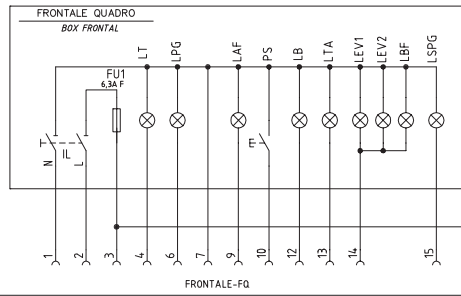 FRONTALE QUADRO
BOX FRONTAL
FU1
6,3A F
LT
LPG
LAF
PS
LB
LTA
LEV1
LEV2
LBF
LSPG
IL
N
L
E
1
2
3
4
6
7
9
10
12
13
14
15
FRONTALE-FQ